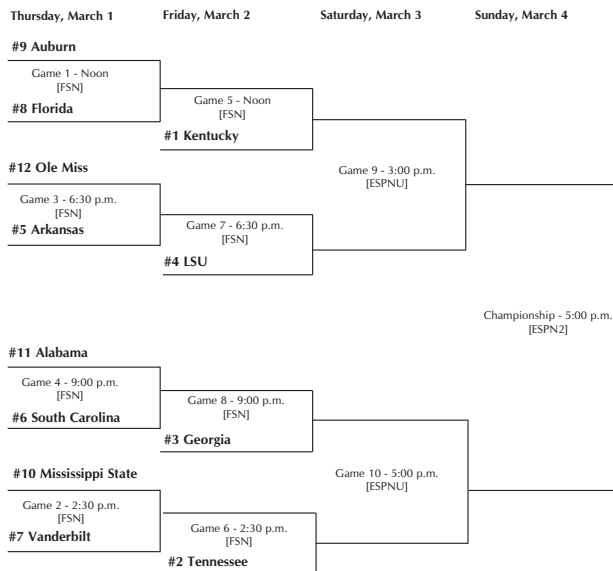 Thursday, March 1
Friday, March 2
Saturday, March 3
Sunday, March 4
#9 Auburn
Game 1 - Noon
[FSN]
#8 Florida
Game 5 - Noon
[FSN]
#1 Kentucky
#12 Ole Miss
Game 3 - 6:30 p.m.
[FSN]
#5 Arkansas
Game 7 - 6:30 p.m.
[FSN]
#4 LSU
Game 9 - 3:00 p.m.
[ESPNU]
Championship - 5:00 p.m.
[ESPN2]
#11 Alabama
Game 4 - 9:00 p.m.
[FSN]
#6 South Carolina
Game 8 - 9:00 p.m.
[FSN]
#3 Georgia
Game 10 - 5:00 p.m.
[ESPNU]
#10 Mississippi State
Game 2 - 2:30 p.m.
[FSN]
#7 Vanderbilt
Game 6 - 2:30 p.m.
[FSN]
#2 Tennessee